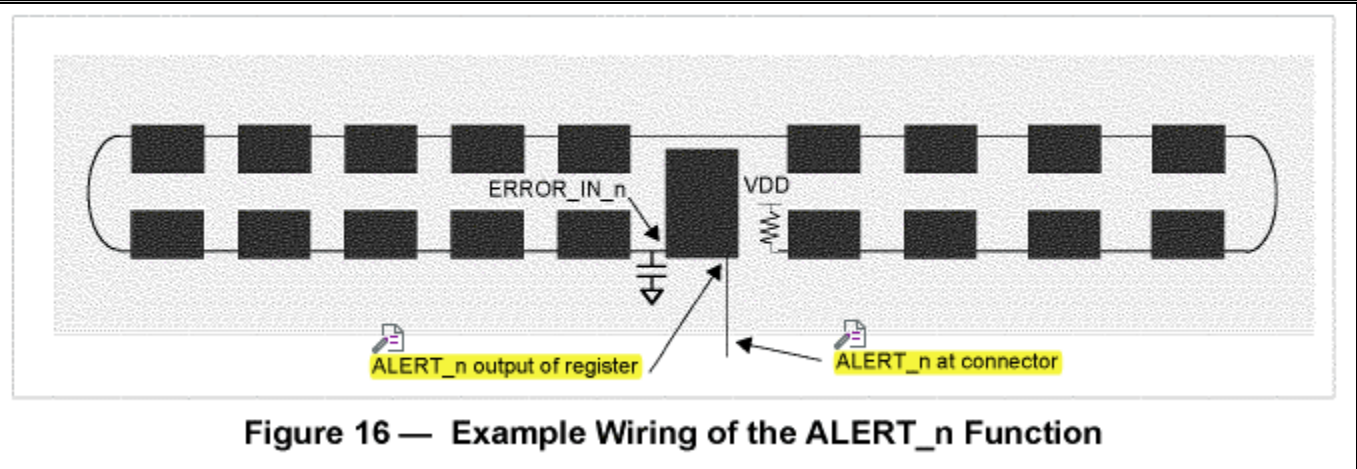 ERROR_IN_n
VDD
ALERT_n output of register
ALERT_n at connector
Figure 16 — Example Wiring of the ALERT_n Function